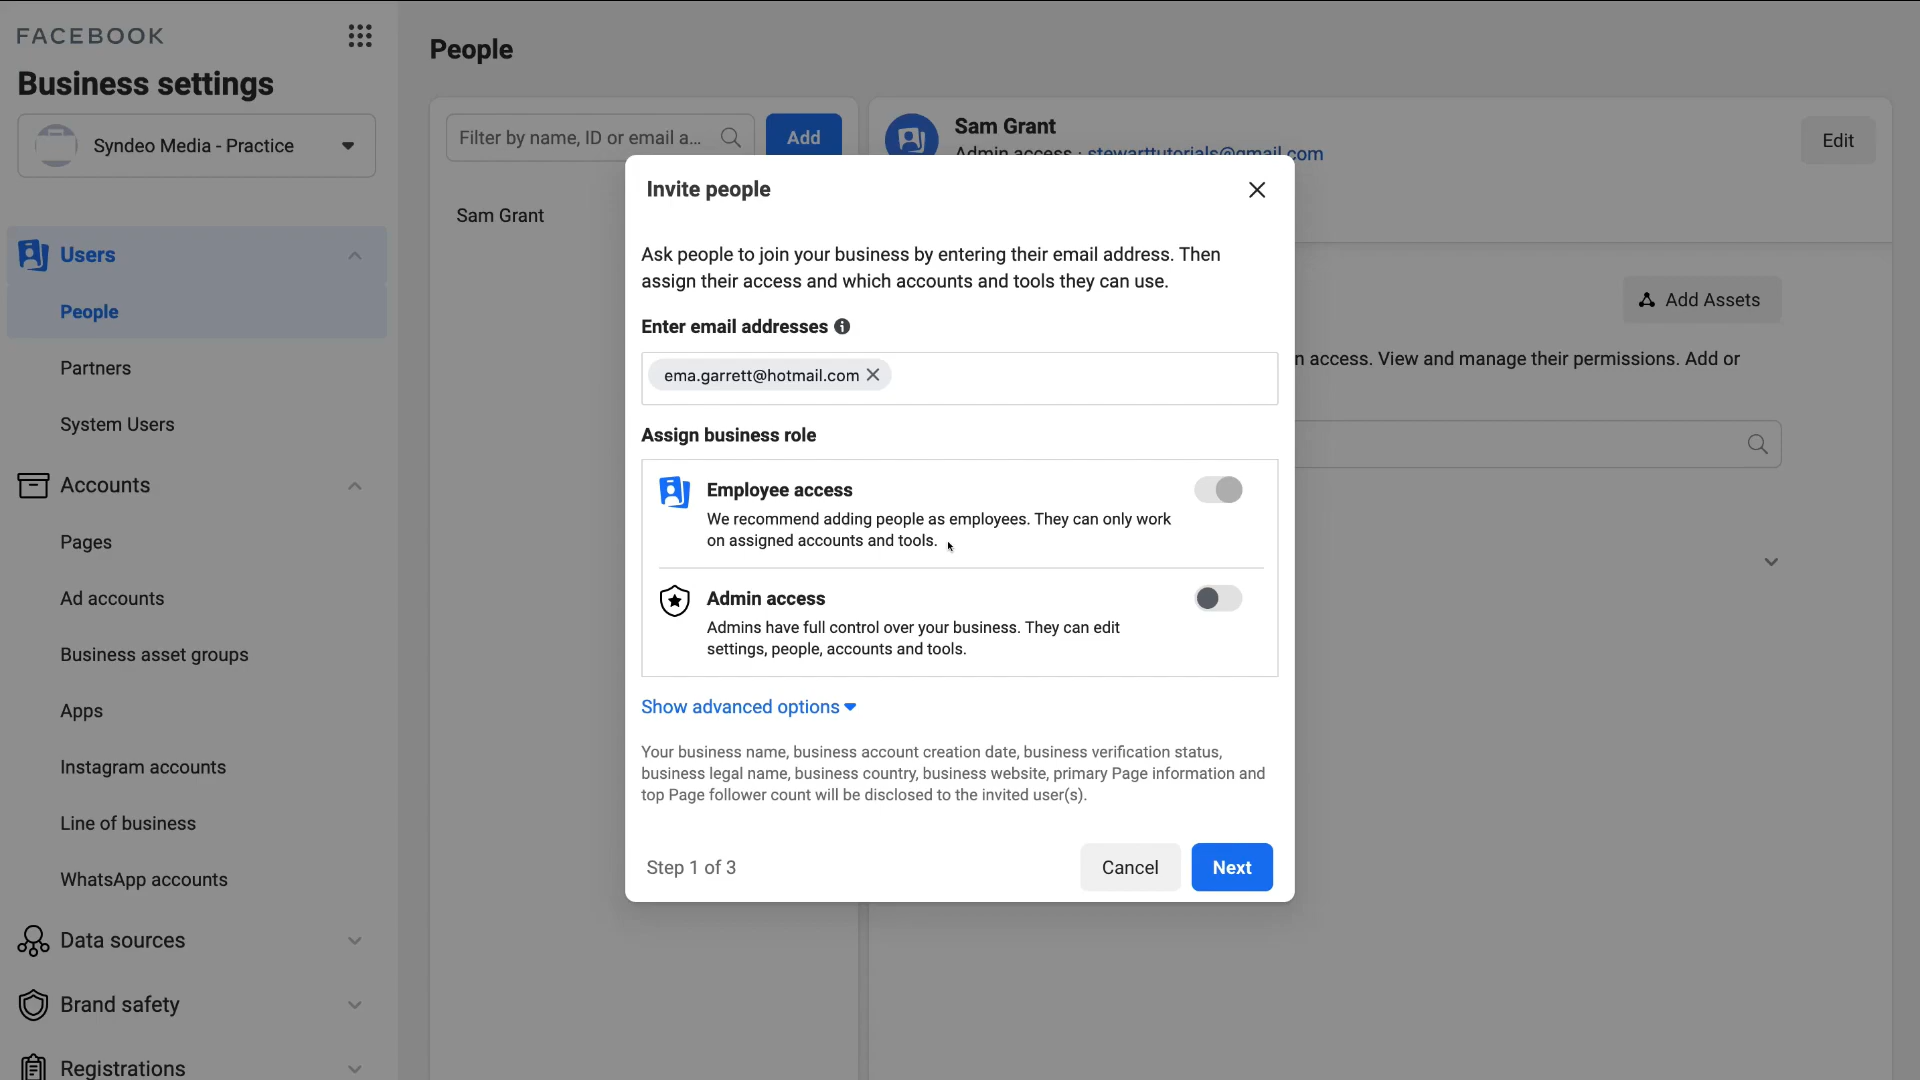 FACEBOOK
Business settings
Syndeo Media - Practice
Users
People
Partners
System Users
Accounts
Pages
Ad accounts
Business asset groups
Apps
Instagram accounts
Line of business
WhatsApp accounts
Data sources
Brand safety
Registrations
People
Filter by name, ID or email a...
Add
Sam Grant
Sam Grant
Admin access · stewarttutorials@gmail.com
Edit
Add Assets
n access. View and manage their permissions. Add or
Invite people
Ask people to join your business by entering their email address. Then
assign their access and which accounts and tools they can use.
Enter email addresses
ema.garrett@hotmail.com
Assign business role
Employee access
We recommend adding people as employees. They can only work
on assigned accounts and tools.
Admin access
Admins have full control over your business. They can edit
settings, people, accounts and tools.
Show advanced options
Your business name, business account creation date, business verification status,
business legal name, business country, business website, primary Page information and
top Page follower count will be disclosed to the invited user(s).
Step 1 of 3
Cancel
Next